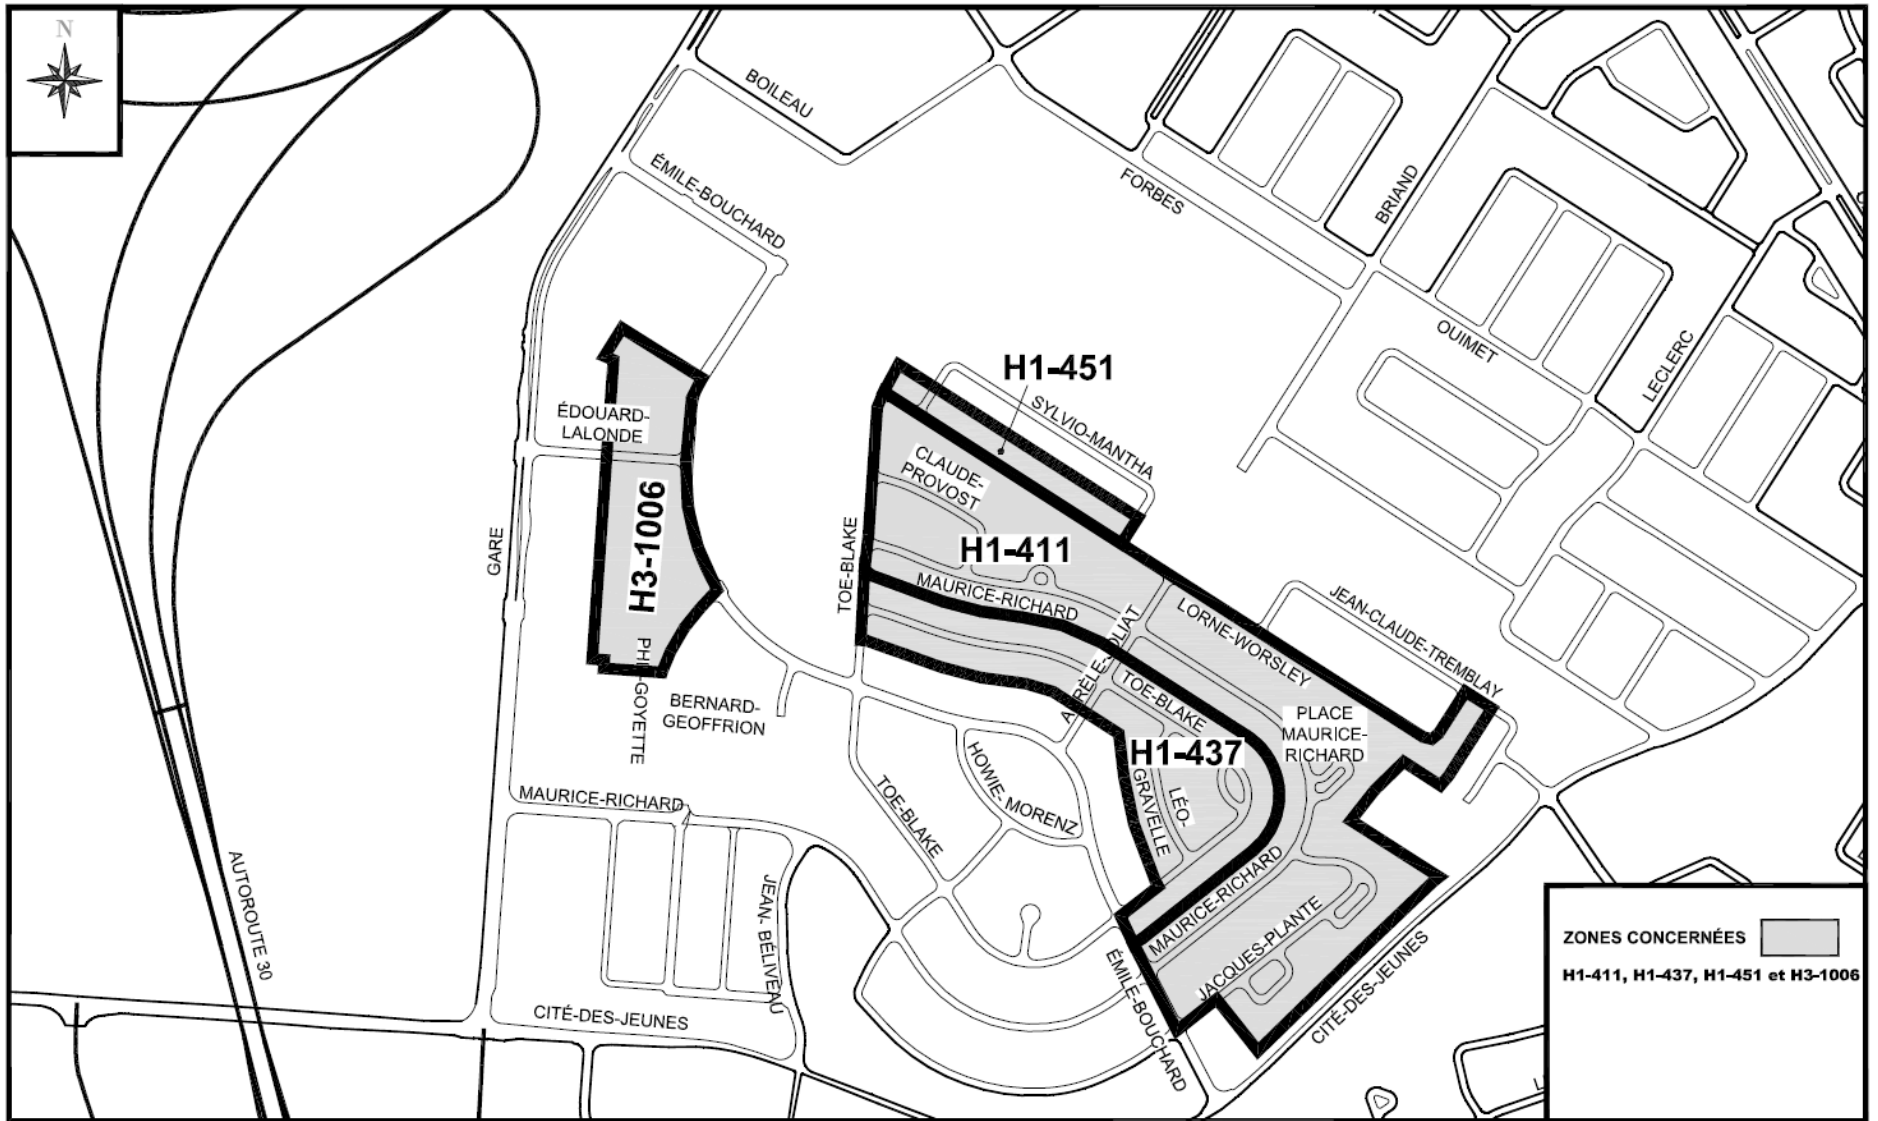 N
BOILEAU
ÉMILE-BOUCHARD
FORBES
BRIAND
OUIMET
LECLERC
H1-451
SYLVIO-MANTHA
ÉDOUARD-
LALONDE
CLAUDE-
PROVOST
H3-1006
GARE
TOE-BLAKE
H1-411
MAURICE-RICHARD
AURÈLE-JOLIAT
LORNE-WORSLEY
JEAN-CLAUDE-TREMBLAY
PHIL-GOYETTE
BERNARD-
GEOFFRION
TOE-BLAKE
PLACE
MAURICE-
RICHARD
H1-437
HOWIE- MORENZ
LÉO-
GRAVELLE
TOE-BLAKE
MAURICE-RICHARD
AUTOROUTE 30
JEAN- BÉLIVEAU
MAURICE-RICHARD
JACQUES-PLANTE
ÉMILE-BOUCHARD
CITÉ-DES-JEUNES
CITÉ-DES-JEUNES
ZONES CONCERNÉES
H1-411, H1-437, H1-451 et H3-1006